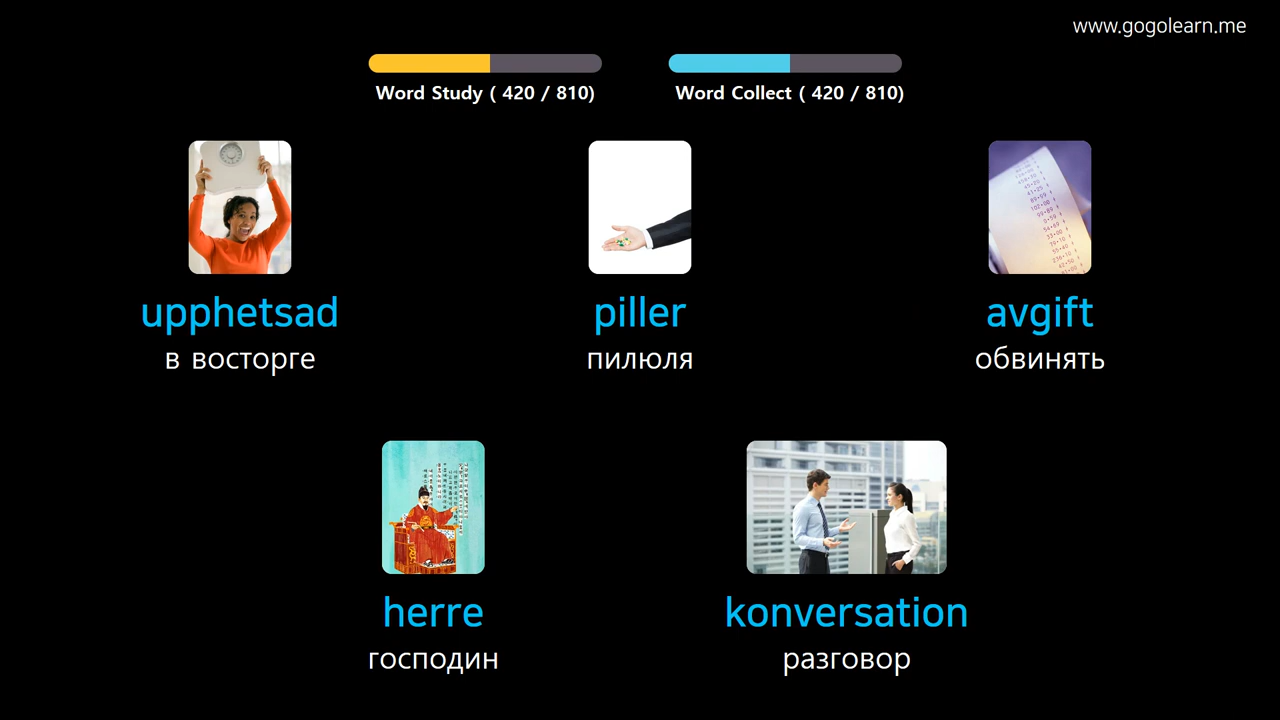 www.gogolearn.me
Word Study ( 420 / 810)
Word Collect ( 420 / 810)
upphetsad
в восторге
piller
пилюля
avgift
обвинять
herre
господин
konversation
разговор